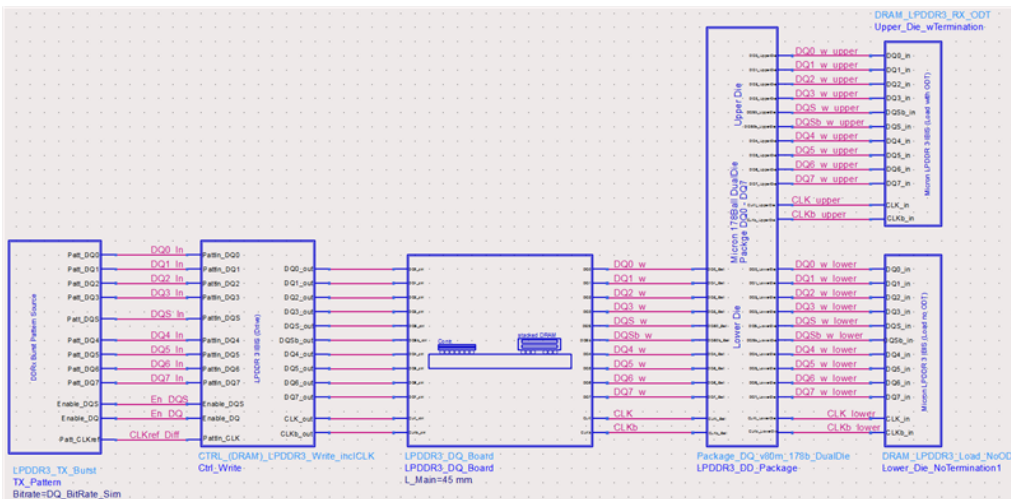 DRAM_LPDDR3_RX_ODT
Upper_Die_wTermination
DQ0_w_upper
DQ1_w_upper
DQ2_w_upper
DQ3_w_upper
DQS_w_upper
DQSb_w_upper
DQ4_w_upper
DQ5_w_upper
DQ6_w_upper
DQ7_w_upper
CLK_upper
CLKb_upper
DQ0_in
DQ1_in
DQ2_in
DQ3_in
DQSb_in
DQS_in
DQ4_in
DQ5_in
DQ6_in
DQ7_in
CLK_in
CLKb_in
Micron LPDDR 3 IBIS (Load with ODT)
Upper Die
Micron 178Ball DualDie
Packge DQ0 - DQ7
Lower Die
DDRx Burst Pattern Source
Patt_DQ0
Patt_DQ1
Patt_DQ2
Patt_DQ3
Patt_DQS
Patt_DQ4
Patt_DQ5
Patt_DQ6
Patt_DQ7
Enable_DQS
Enable_DQ
Patt_CLKref
DQ0_In
DQ1_In
DQ2_In
DQ3_In
DQS_In
DQ4_In
DQ5_In
DQ6_In
DQ7_In
En_DQS
En_DQ
CLKref_Diff
PattIn_DQ0
PattIn_DQ1
PattIn_DQ2
PattIn_DQ3
PattIn_DQS
PattIn_DQ4
PattIn_DQ5
PattIn_DQ6
PattIn_DQ7
Enable_DQS
Enable_DQ
PattIn_CLK
LPDDR 3 IBIS (Drive)
DQ0_out
DQ1_out
DQ2_out
DQ3_out
DQS_out
DQSb_out
DQ4_out
DQ5_out
DQ6_out
DQ7_out
CLK_out
CLKb_out
stacked DRAM
DQ0_w
DQ1_w
DQ2_w
DQ3_w
DQS_w
DQSb_w
DQ4_w
DQ5_w
DQ6_w
DQ7_w
CLK
CLKb
DQ0_w_lower
DQ1_w_lower
DQ2_w_lower
DQ3_w_lower
DQS_w_lower
DQSb_w_lower
DQ4_w_lower
DQ5_w_lower
DQ6_w_lower
DQ7_w_lower
CLK_lower
CLKb_lower
DQ0_in
DQ1_in
DQ2_in
DQ3_in
DQS_in
DQSb_in
DQ4_in
DQ5_in
DQ6_in
DQ7_in
CLK_in
CLKb_in
Micron LPDDR 3 IBIS (Load no ODT)
LPDDR3_TX_Burst
TX_Pattern
Bitrate=DQ_BitRate_Sim
CTRL_(DRAM)_LPDDR3_Write_inclCLK
Ctrl_Write
LPDDR3_DQ_Board
LPDDR3_DQ_Board
L_Main=45 mm
Package_DQ_v80m_178b_DualDie
LPDDR3_DD_Package
DRAM_LPDDR3_Load_NoOD
Lower_Die_NoTermination1